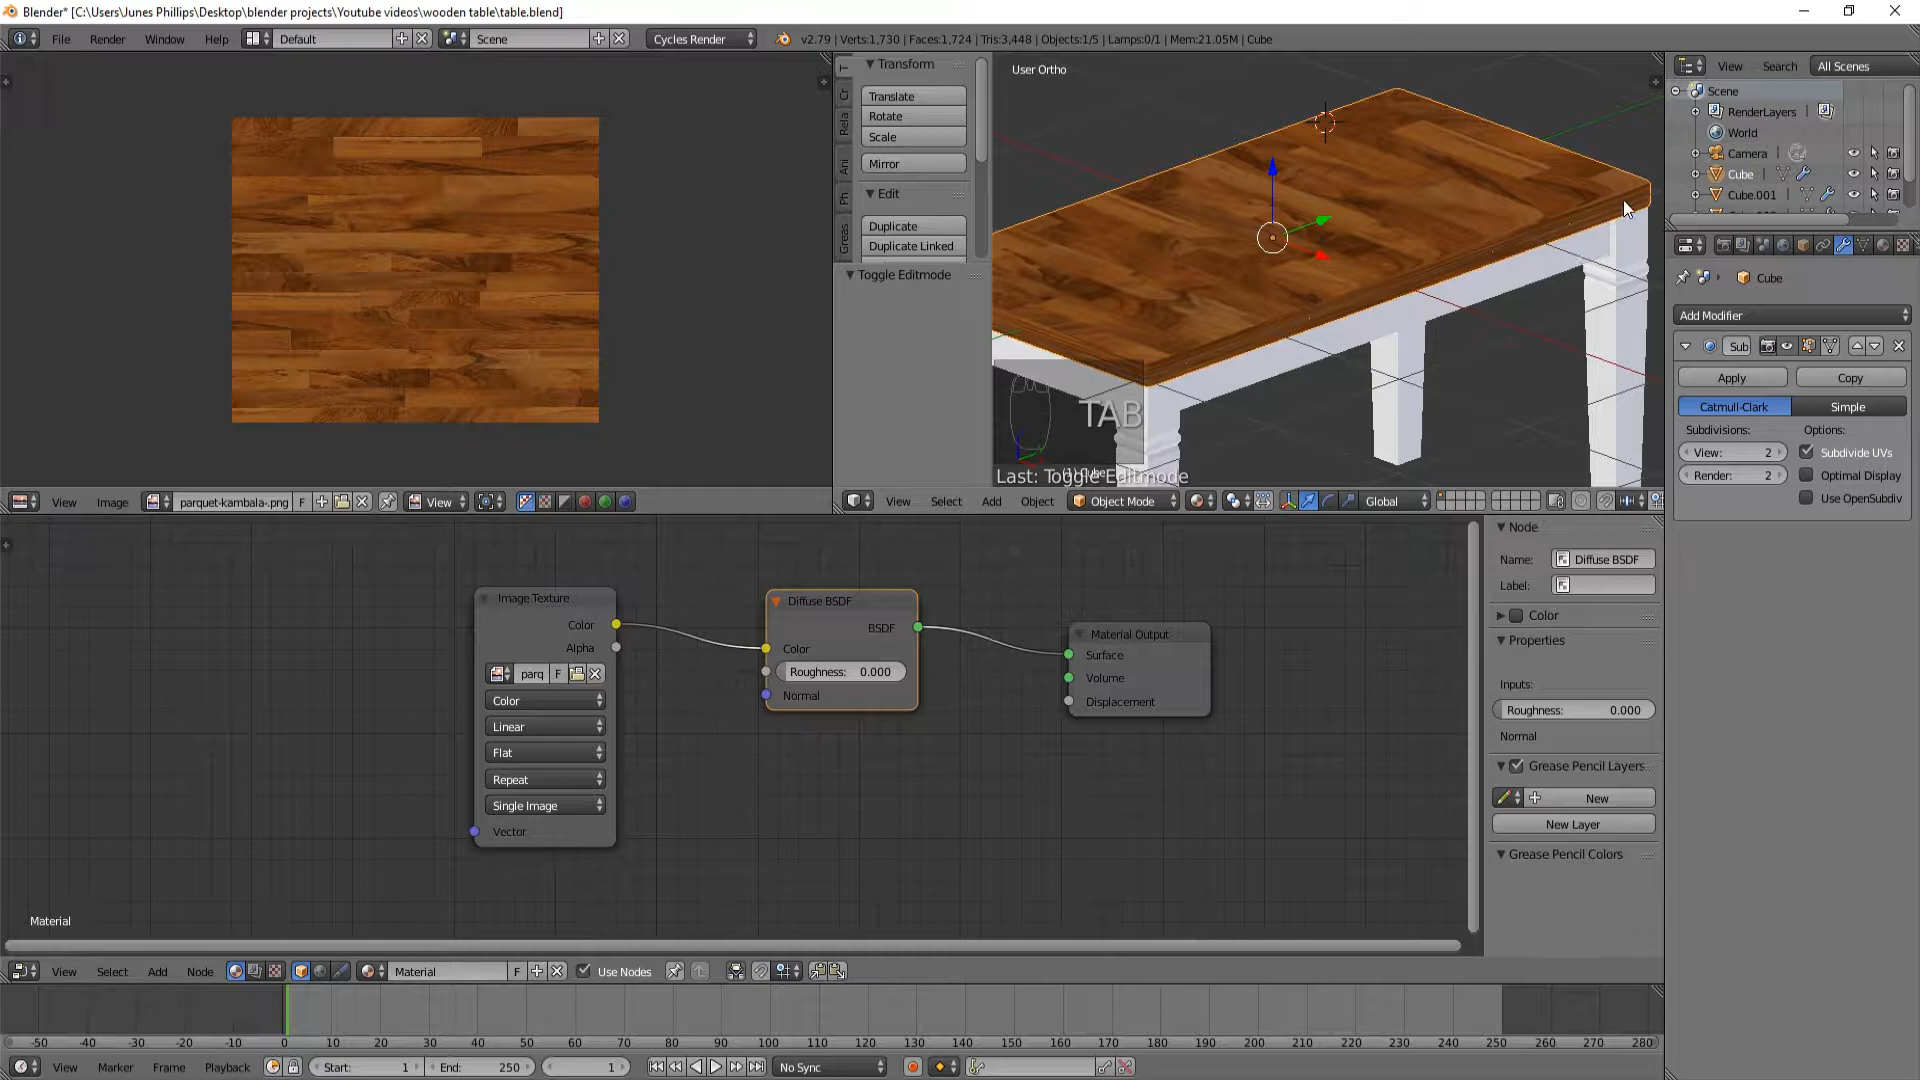 Blender* [C:\Users\Junes Phillips\Desktop\blender projects\Youtube videos\wooden table\table.blend]
File Render Window Help Default Scene Cycles Render v2.79 | Verts:1,730 | Faces:1,724 | Tris:3,448 | Objects:1/5 | Lamps:0/1 | Mem:21.05M | Cube
Transform
Translate
Rotate
Scale
Mirror
Edit
Duplicate
Duplicate Linked
Toggle Editmode
T
Cr
Rela
Ani
Ph
Greas
User Ortho
TAB
(1) Cube
Last: Toggle Editmode
View Search All Scenes
Scene
RenderLayers
World
Camera
Cube
Cube.001
Cube
Add Modifier
Sub
Apply Copy
Catmull-Clark Simple
Subdivisions: Options:
View: 2 Subdivide UVs
Render: 2 Optimal Display
Use OpenSubdiv
View Image parquet-kambala-.png F View
View Select Add Object Object Mode Global
Image Texture
Color
Alpha
parq F
Color
Linear
Flat
Repeat
Single Image
Vector
Diffuse BSDF
BSDF
Color
Roughness: 0.000
Normal
Material Output
Surface
Volume
Displacement
Node
Name: Diffuse BSDF
Label:
Color
Properties
Inputs:
Roughness: 0.000
Normal
Grease Pencil Layers
New
New Layer
Grease Pencil Colors
Material
View Select Add Node Material F Use Nodes
-50 -40 -30 -20 -10 0 10 20 30 40 50 60 70 80 90 100 110 120 130 140 150 160 170 180 190 200 210 220 230 240 250 260 270 280
View Marker Frame Playback Start: 1 End: 250 1 No Sync